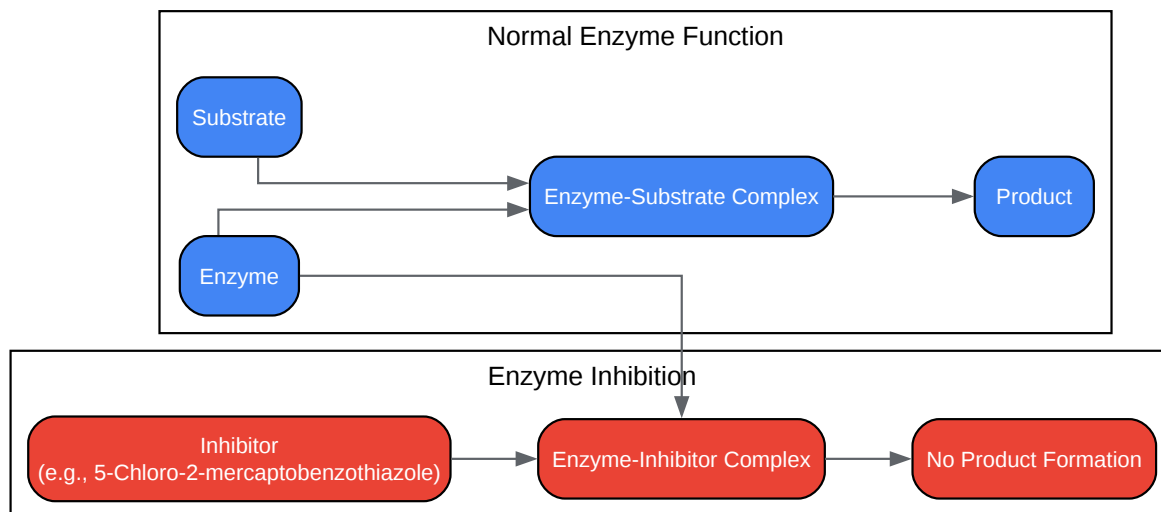 Normal Enzyme Function
Substrate
Enzyme-Substrate Complex
Product
Enzyme
Enzyme Inhibition
Inhibitor
(e.g., 5-Chloro-2-mercaptobenzothiazole)
Enzyme-Inhibitor Complex
No Product Formation